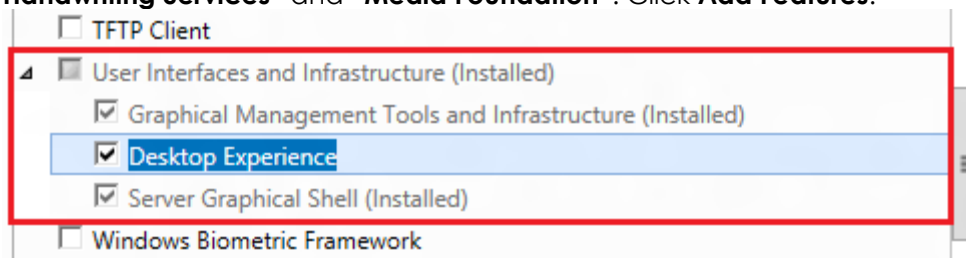 Handwriting Services" and "Media Foundation". Click Add Features.
TFTP Client
User Interfaces and Infrastructure (Installed)
Graphical Management Tools and Infrastructure (Installed)
Desktop Experience
Server Graphical Shell (Installed)
Windows Biometric Framework